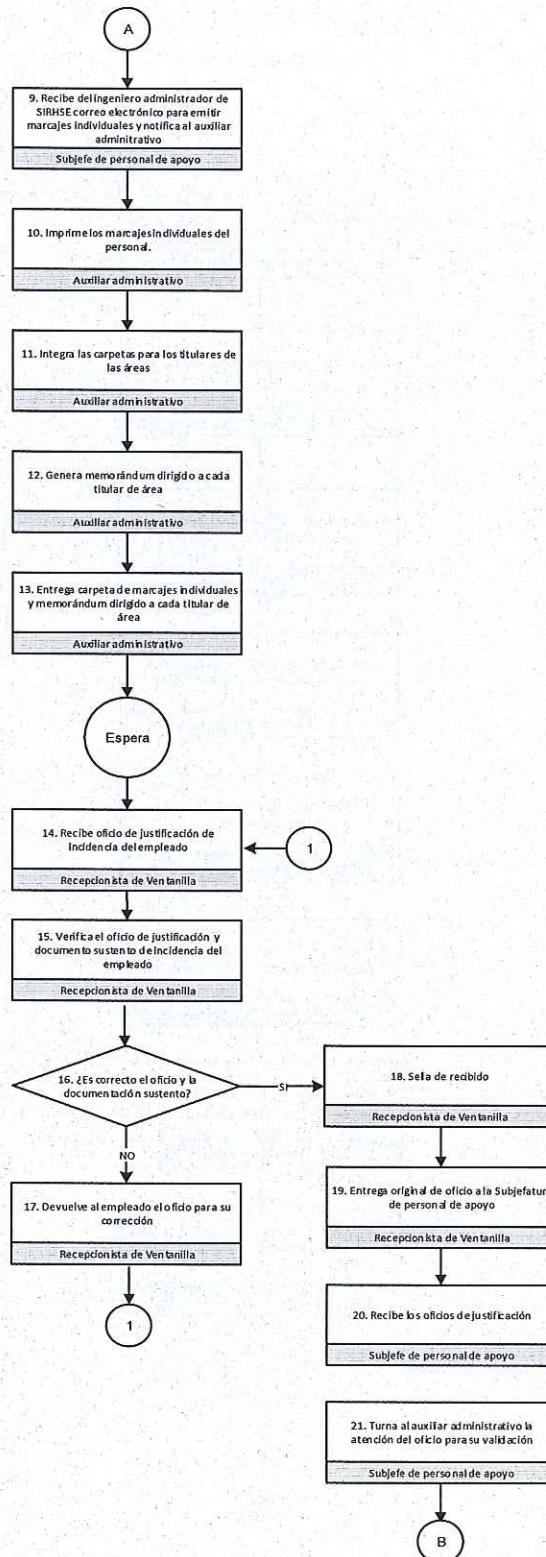 A
9. Recibe del ingeniero administrador de
SIRHSE correo electrónico para emitir
marcajes individuales y notifica al auxiliar
adminitrativo
Subjefe de personal de apoyo
10. Imprime los marcajes individuales del
personal.
Auxiliar administrativo
11. Integra las carpetas para los titulares de
las áreas
Auxiliar administrativo
12. Genera memorándum dirigido a cada
titular de área
Auxiliar administrativo
13. Entrega carpeta de marcajes individuales
y memorándum dirigido a cada titular de
área
Auxiliar administrativo
Espera
14. Recibe oficio de justificación de
incidencia del empleado
Recepcionista de Ventanilla
1
15. Verifica el oficio de justificación y
documento sustento de incidencia del
empleado
Recepcionista de Ventanilla
16. ¿Es correcto el oficio y la
documentación sustento?
SI
NO
17. Devuelve al empleado el oficio para su
corrección
Recepcionista de Ventanilla
1
18. Sella de recibido
Recepcionista de Ventanilla
19. Entrega original de oficio a la Subjefatura
de personal de apoyo
Recepcionista de Ventanilla
20. Recibe los oficios de justificación
Subjefe de personal de apoyo
21. Turna al auxiliar administrativo la
atención del oficio para su validación
Subjefe de personal de apoyo
B